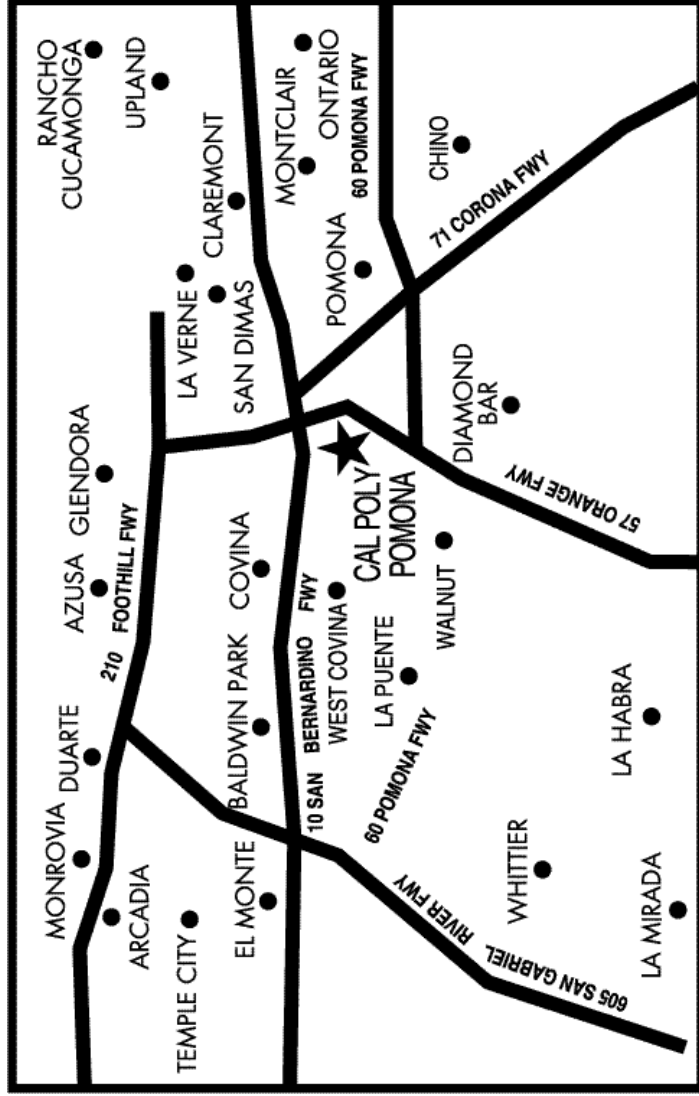 MONROVIA
DUARTE
AZUSA
GLENDORA
RANCHO
CUCAMONGA
UPLAND
ARCADIA
210
FOOTHILL FWY
LA VERNE
CLAREMONT
SAN DIMAS
TEMPLE CITY
EL MONTE
BALDWIN PARK
COVINA
MONTCLAIR
ONTARIO
10 SAN
BERNARDINO
FWY
WEST COVINA
POMONA
60 POMONA FWY
CAL POLY
POMONA
LA PUENTE
60 POMONA FWY
WALNUT
DIAMOND
BAR
71 CORONA FWY
CHINO
605 SAN GABRIEL
RIVER FWY
WHITTIER
57 ORANGE FWY
LA HABRA
LA MIRADA